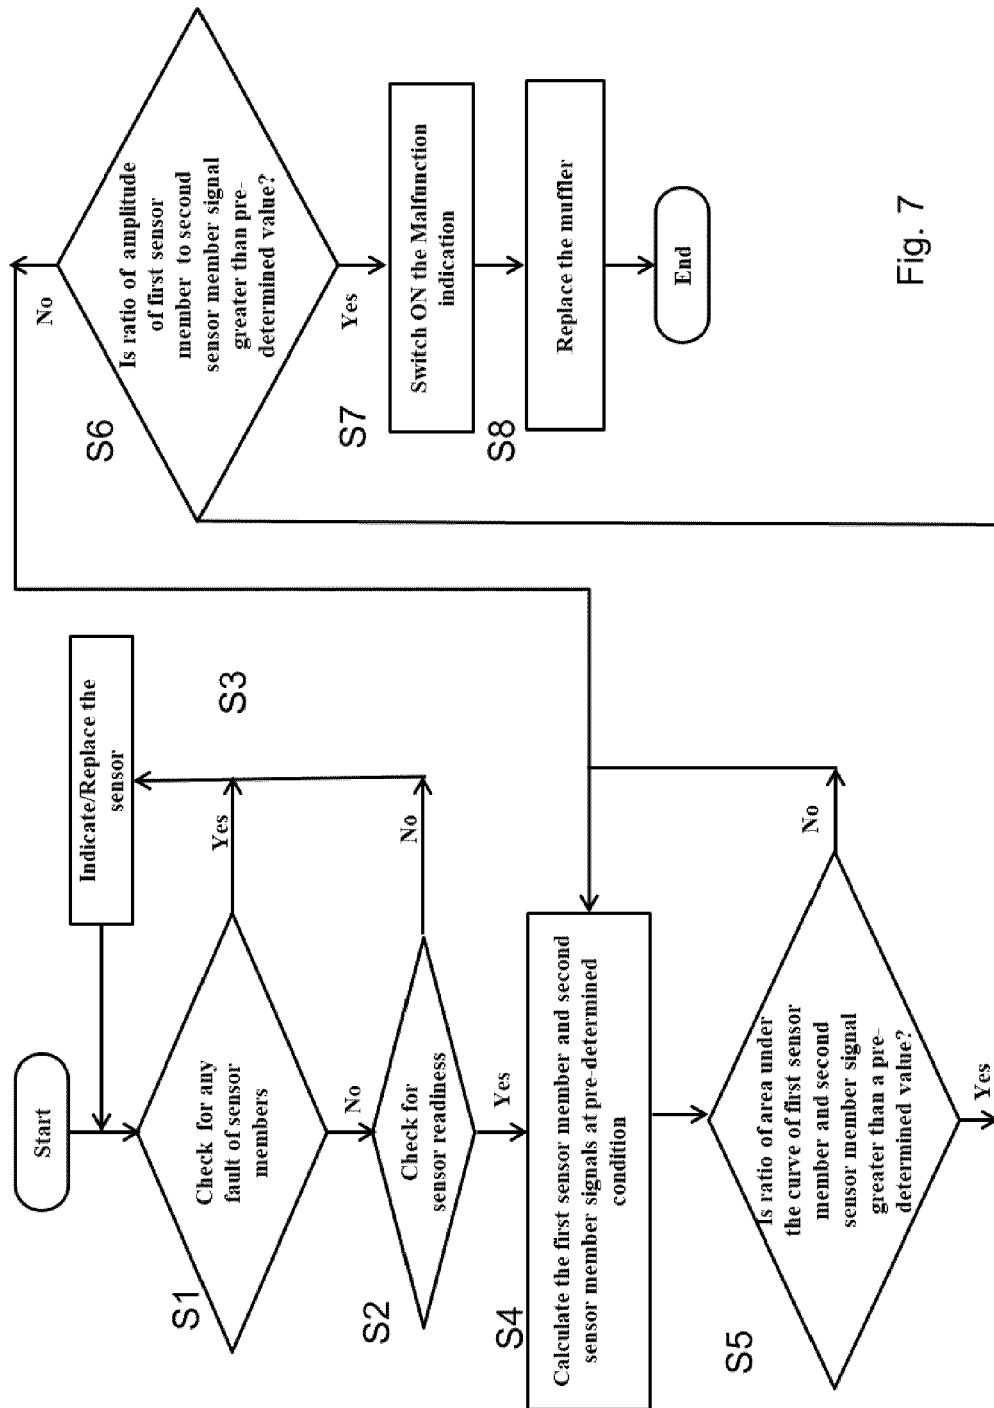 Start
Indicate/Replace the
sensor
S1
Check for any
fault of sensor
members
Yes
S3
No
S2
Check for
sensor readiness
No
Yes
S4
Calculate the first sensor member and second
sensor member signals at pre-determined
condition
S5
Is ratio of area under
the curve of first sensor
member and second
sensor member signal
greater than a pre-
determined value?
No
Yes
No
S6
Is ratio of amplitude
of first sensor
member to second
sensor member signal
greater than pre-
determined value?
Yes
S7
Switch ON the Malfunction
indication
S8
Replace the muffler
End
Fig. 7